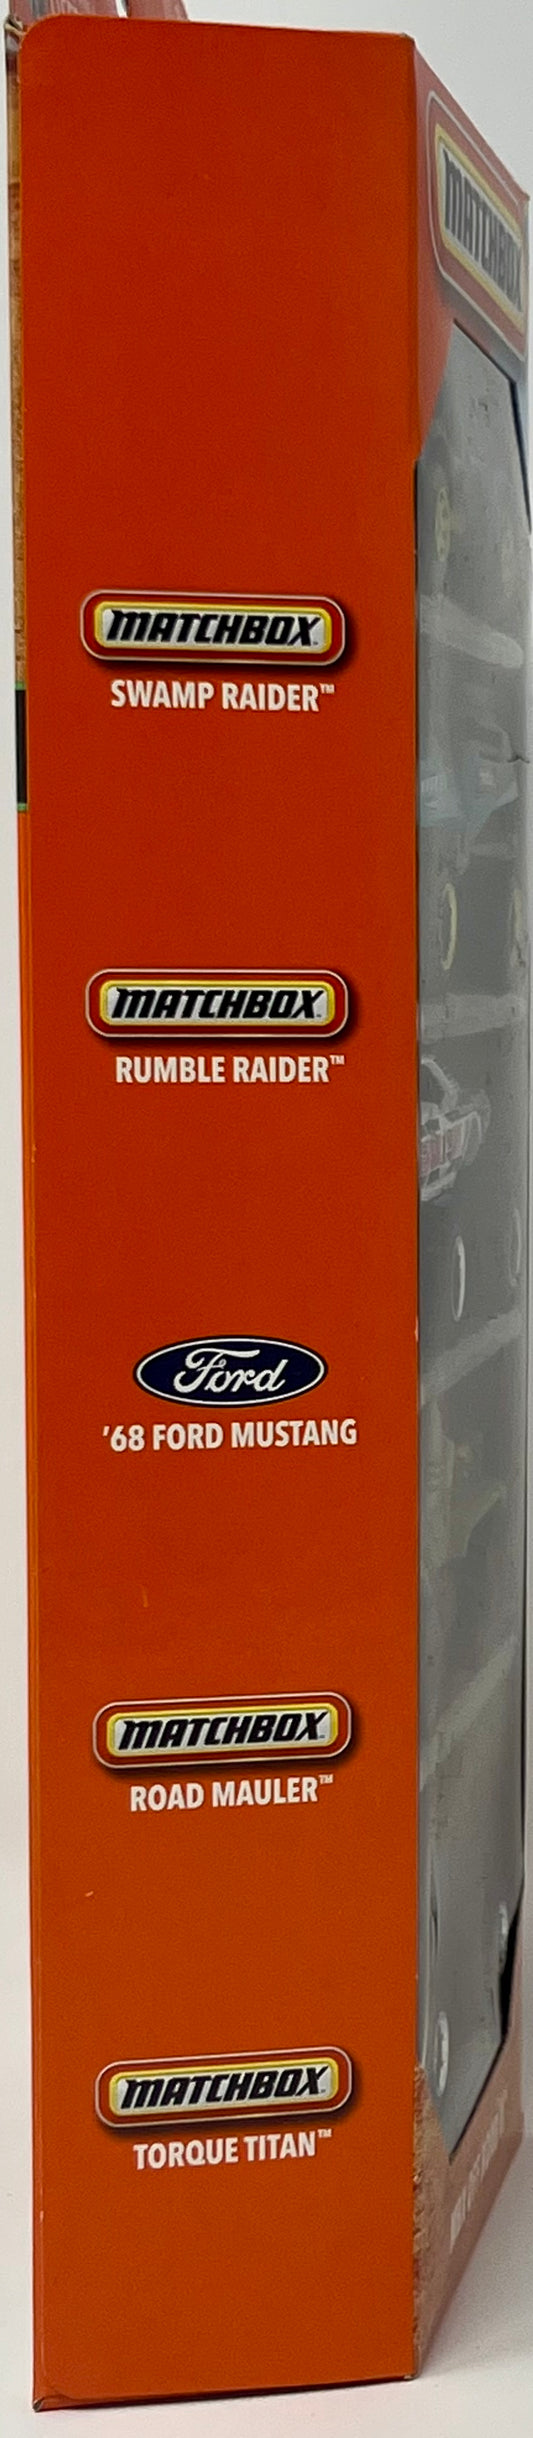 MATCHBOX
MATCHBOX
SWAMP RAIDER™
MATCHBOX
RUMBLE RAIDER™
Ford
'68 FORD MUSTANG
MATCHBOX
ROAD MAULER™
MATCHBOX
TORQUE TITAN™